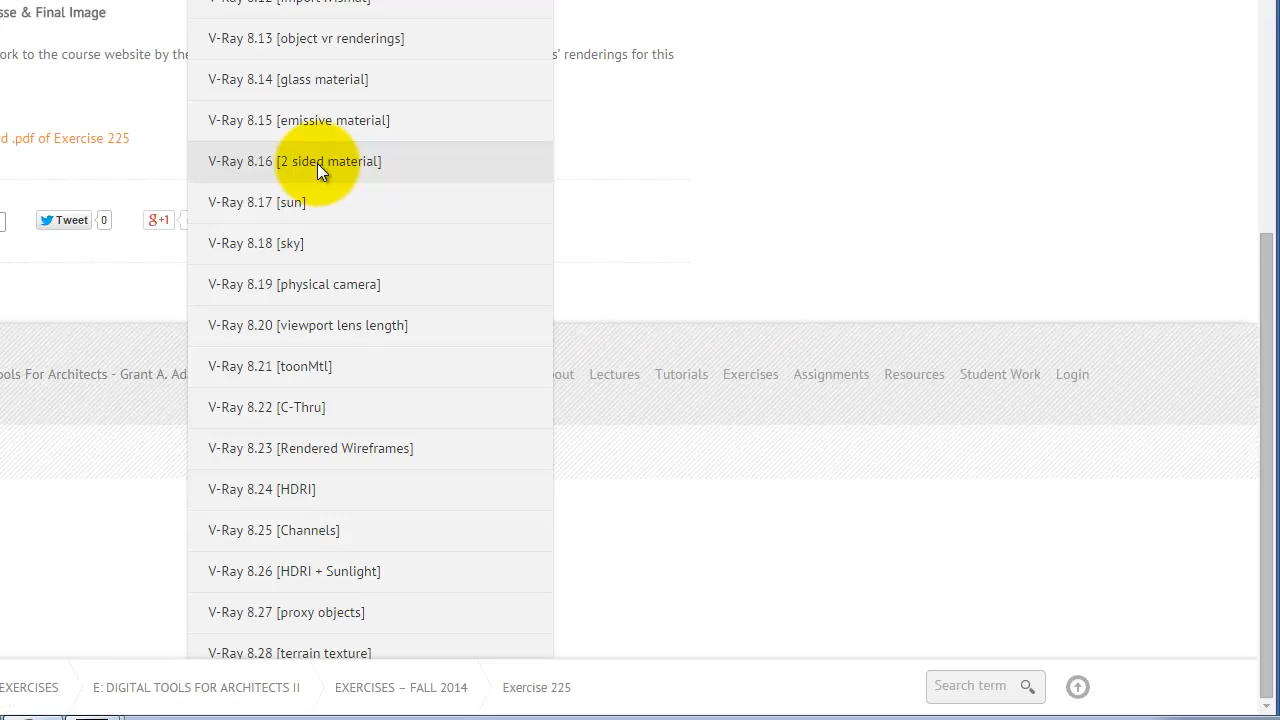 sse & Final Image
V-Ray 8.13 [object vr renderings]
ork to the course website by the
s' renderings for this
V-Ray 8.14 [glass material]
V-Ray 8.15 [emissive material]
d .pdf of Exercise 225
V-Ray 8.16 [2 sided material]
V-Ray 8.17 [sun]
Tweet 0
g+1
V-Ray 8.18 [sky]
V-Ray 8.19 [physical camera]
V-Ray 8.20 [viewport lens length]
V-Ray 8.21 [toonMtl]
ools For Architects - Grant A. Ad
out Lectures Tutorials Exercises Assignments Resources Student Work Login
V-Ray 8.22 [C-Thru]
V-Ray 8.23 [Rendered Wireframes]
V-Ray 8.24 [HDRI]
V-Ray 8.25 [Channels]
V-Ray 8.26 [HDRI + Sunlight]
V-Ray 8.27 [proxy objects]
V-Ray 8.28 [terrain texture]
EXERCISES E: DIGITAL TOOLS FOR ARCHITECTS II EXERCISES – FALL 2014 Exercise 225
Search term